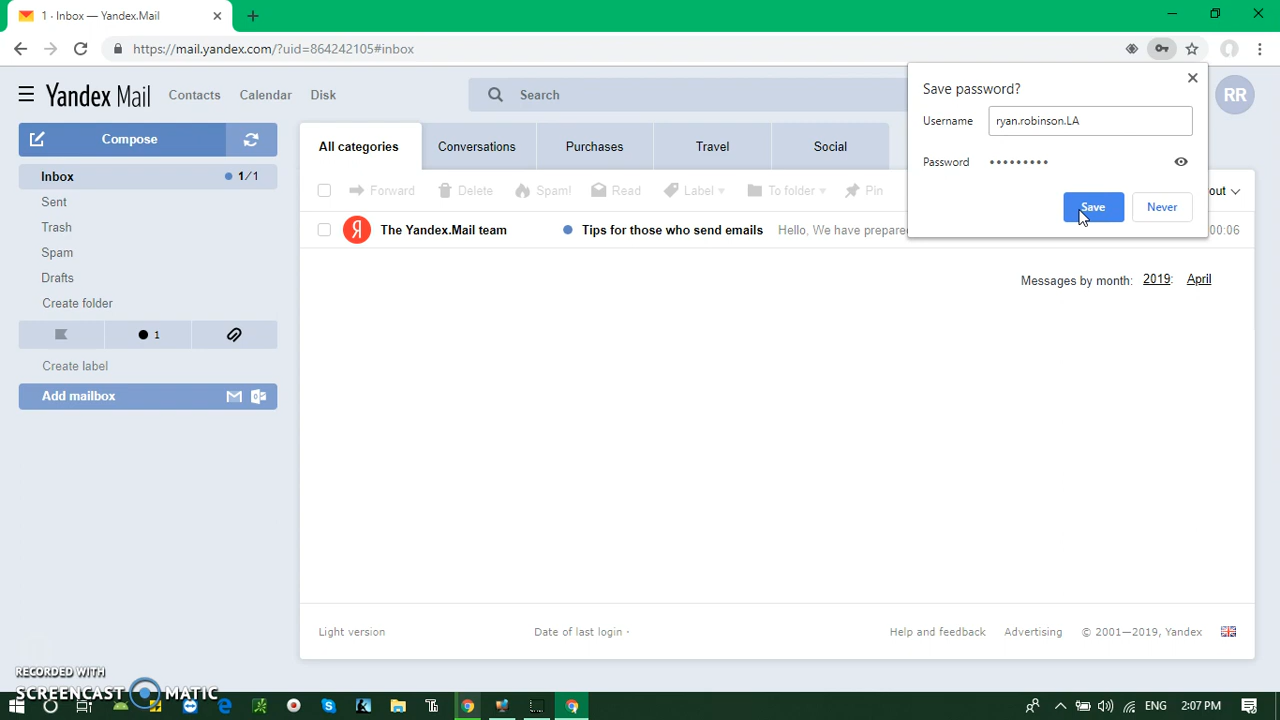 1 · Inbox — Yandex.Mail
https://mail.yandex.com/?uid=864242105#inbox
Yandex Mail
Contacts
Calendar
Disk
Search
RR
Save password?
Username
ryan.robinson.LA
Password
•••••••••
Save
Never
Compose
Inbox
1/1
Sent
Trash
Spam
Drafts
Create folder
1
Create label
Add mailbox
All categories
Conversations
Purchases
Travel
Social
Forward
Delete
Spam!
Read
Label
To folder
Pin
out
Я
The Yandex.Mail team
Tips for those who send emails
Hello, We have prepare
00:06
Messages by month: 2019: April
Light version
Date of last login ·
Help and feedback
Advertising
© 2001—2019, Yandex
RECORDED WITH
SCREENCAST MATIC
ENG
2:07 PM